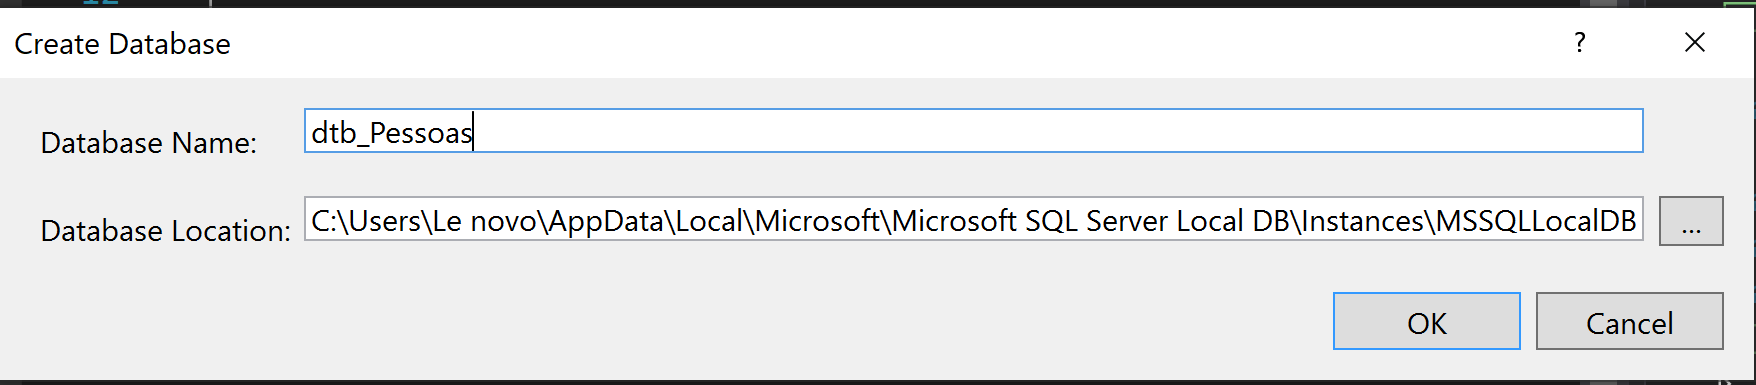 12
Create Database
?
Database Name:
dtb_Pessoas
Database Location:
C:\Users\Le novo\AppData\Local\Microsoft\Microsoft SQL Server Local DB\Instances\MSSQLLocalDB
...
OK
Cancel